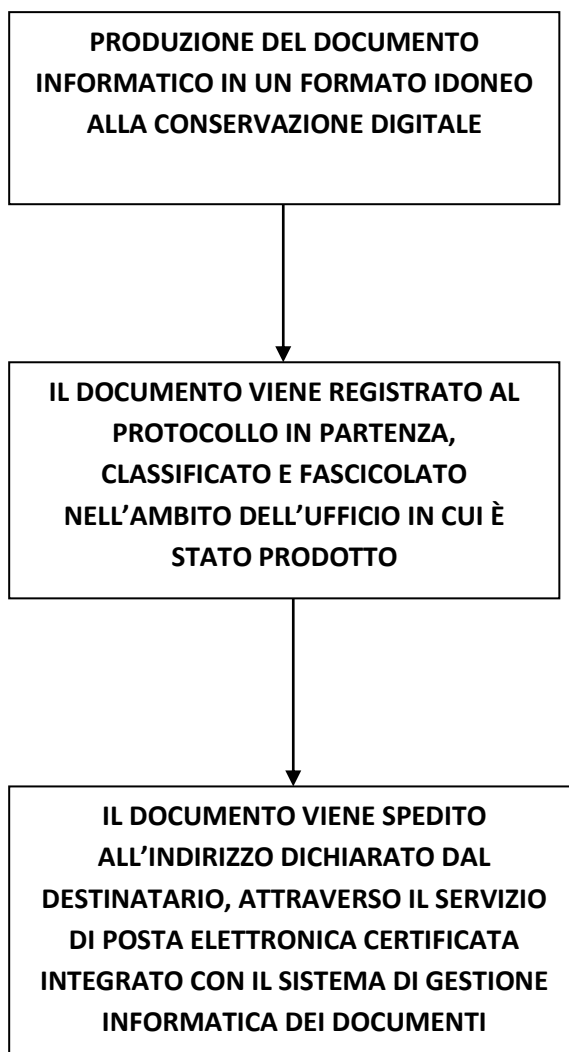 PRODUZIONE DEL DOCUMENTO
INFORMATICO IN UN FORMATO IDONEO
ALLA CONSERVAZIONE DIGITALE
IL DOCUMENTO VIENE REGISTRATO AL
PROTOCOLLO IN PARTENZA,
CLASSIFICATO E FASCICOLATO
NELL’AMBITO DELL’UFFICIO IN CUI È
STATO PRODOTTO
IL DOCUMENTO VIENE SPEDITO
ALL’INDIRIZZO DICHIARATO DAL
DESTINATARIO, ATTRAVERSO IL SERVIZIO
DI POSTA ELETTRONICA CERTIFICATA
INTEGRATO CON IL SISTEMA DI GESTIONE
INFORMATICA DEI DOCUMENTI